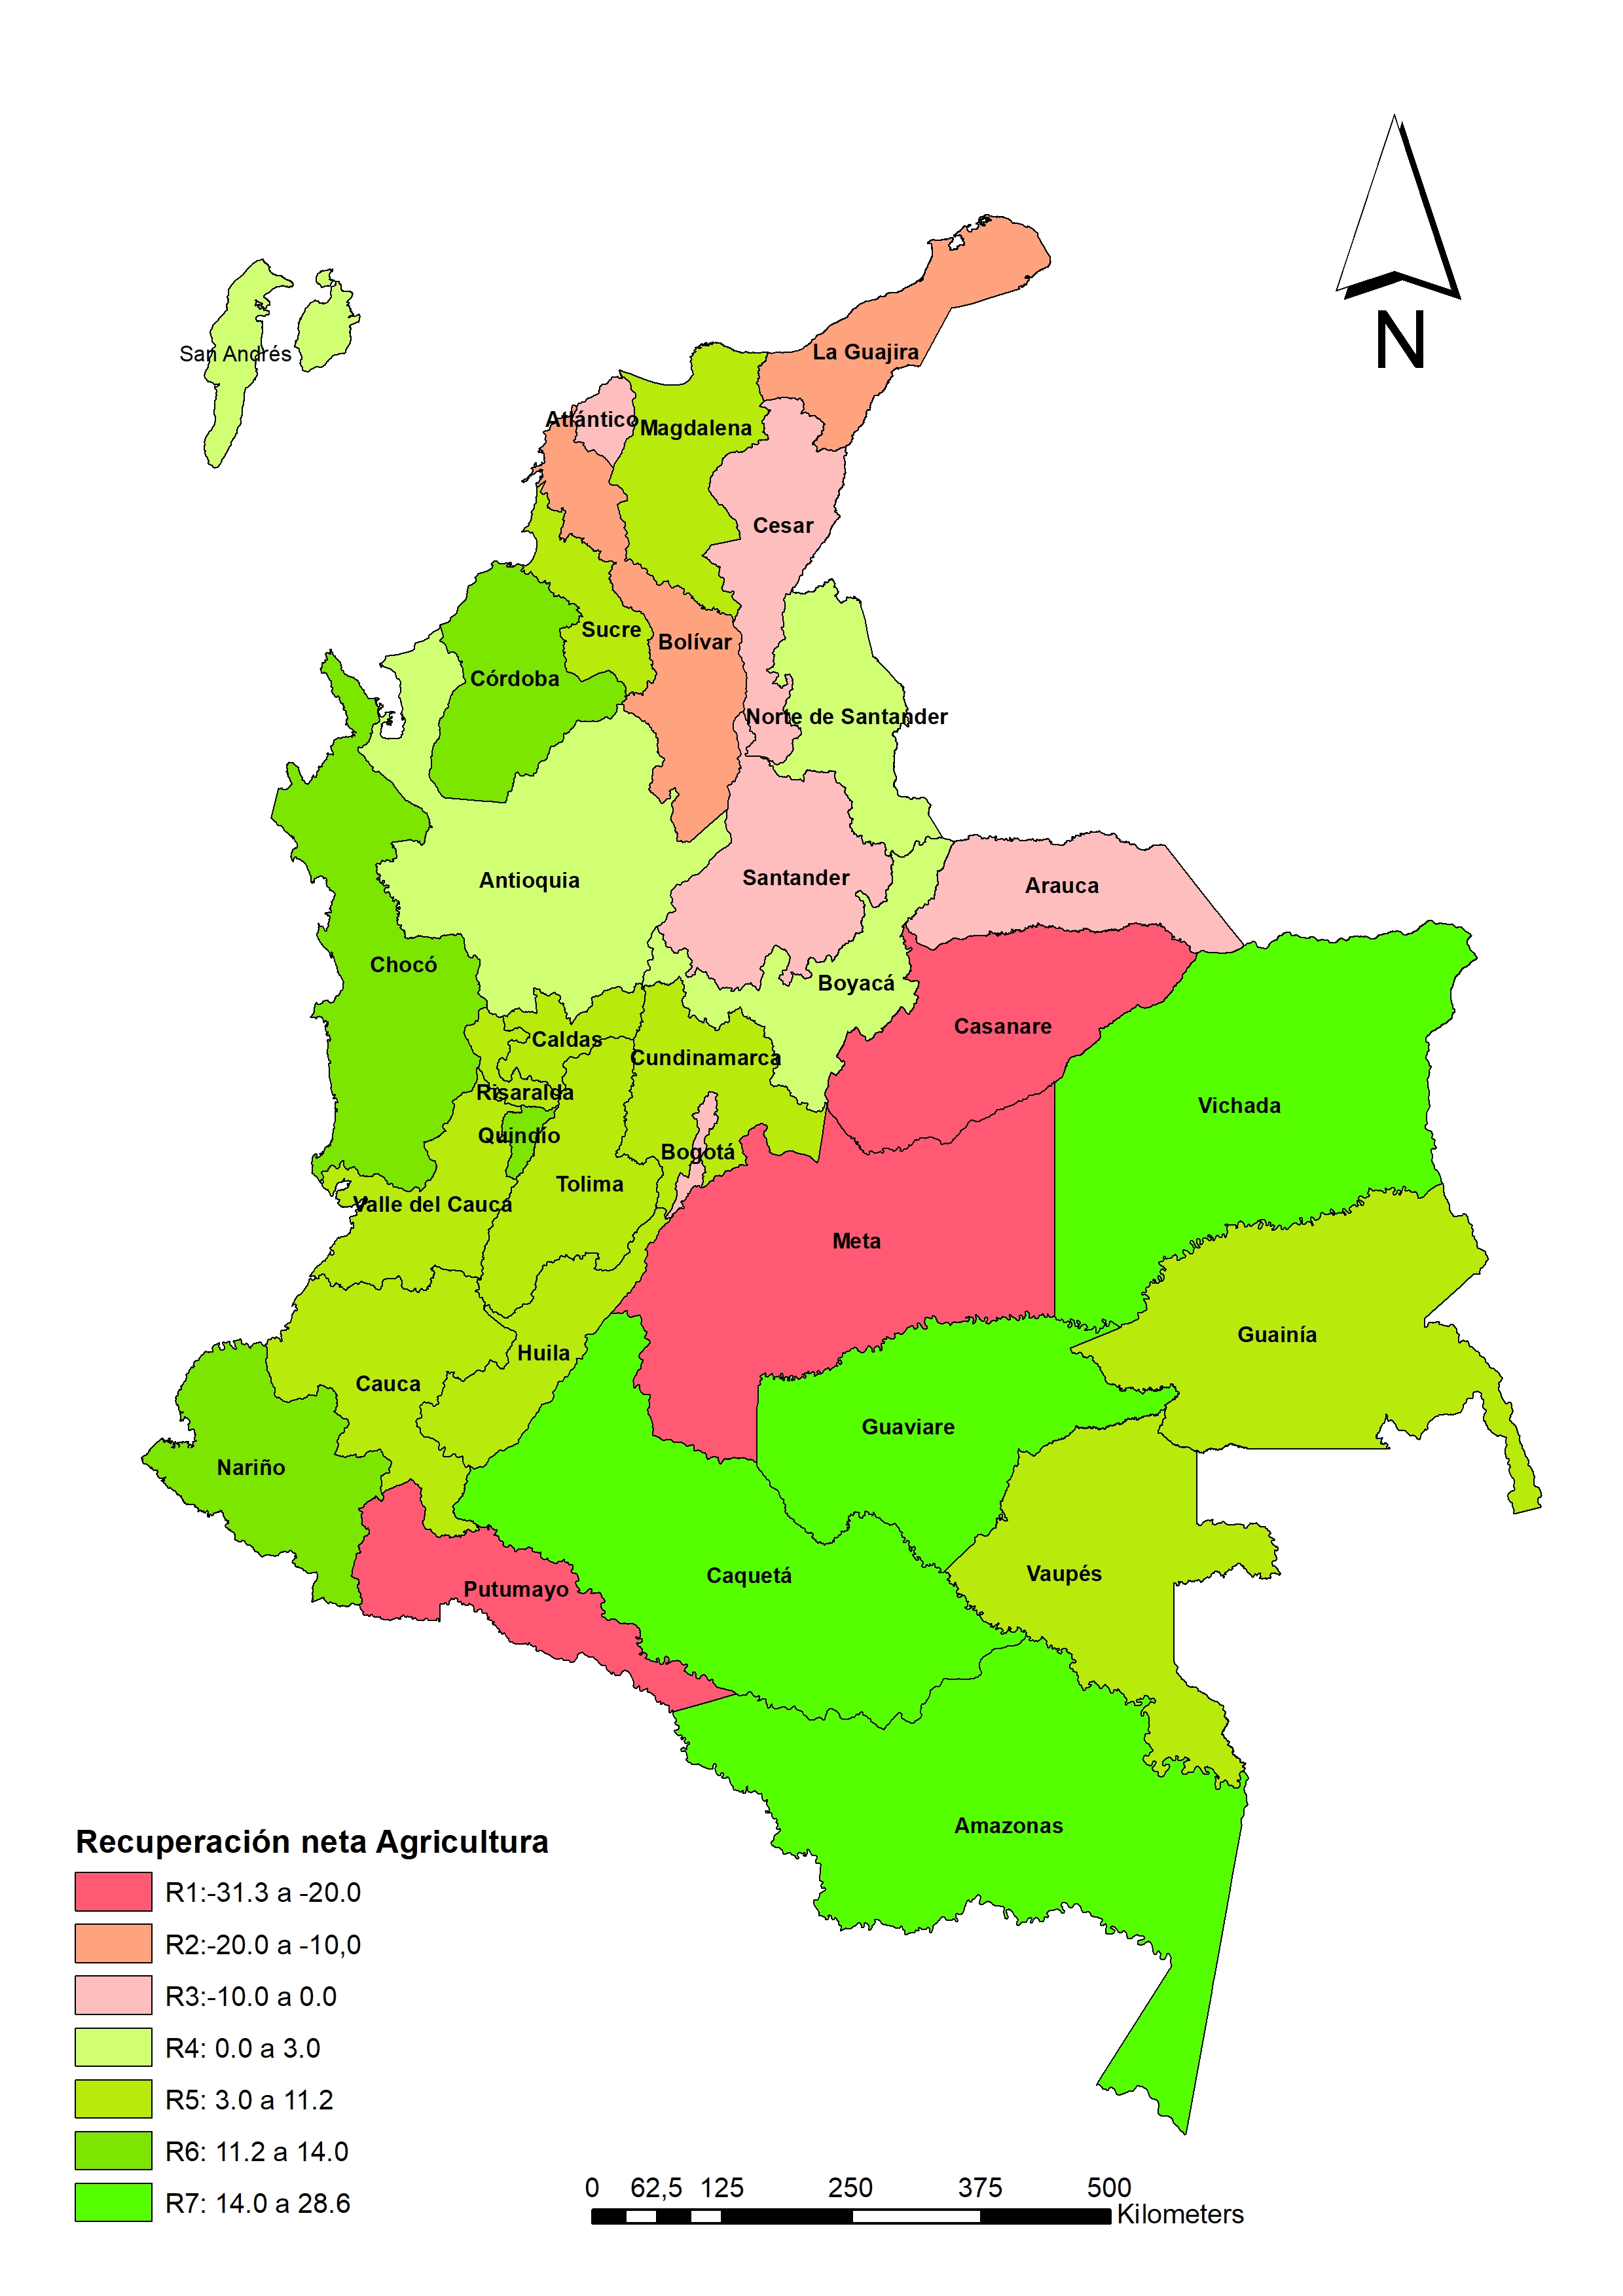 N
La Guajira
San Andrés
Atlántico
Magdalena
Cesar
Sucre
Bolívar
Córdoba
Norte de Santander
Antioquia
Santander
Arauca
Chocó
Boyacá
Casanare
Caldas
Cundinamarca
Risaralda
Vichada
Quindío
Bogotá
Tolima
Valle del Cauca
Meta
Guainía
Huila
Cauca
Guaviare
Nariño
Vaupés
Caquetá
Putumayo
Amazonas
Recuperación neta Agricultura
R1:-31.3 a -20.0
R2:-20.0 a -10,0
R3:-10.0 a 0.0
R4: 0.0 a 3.0
R5: 3.0 a 11.2
R6: 11.2 a 14.0
R7: 14.0 a 28.6
0 62,5 125 250 375 500
Kilometers